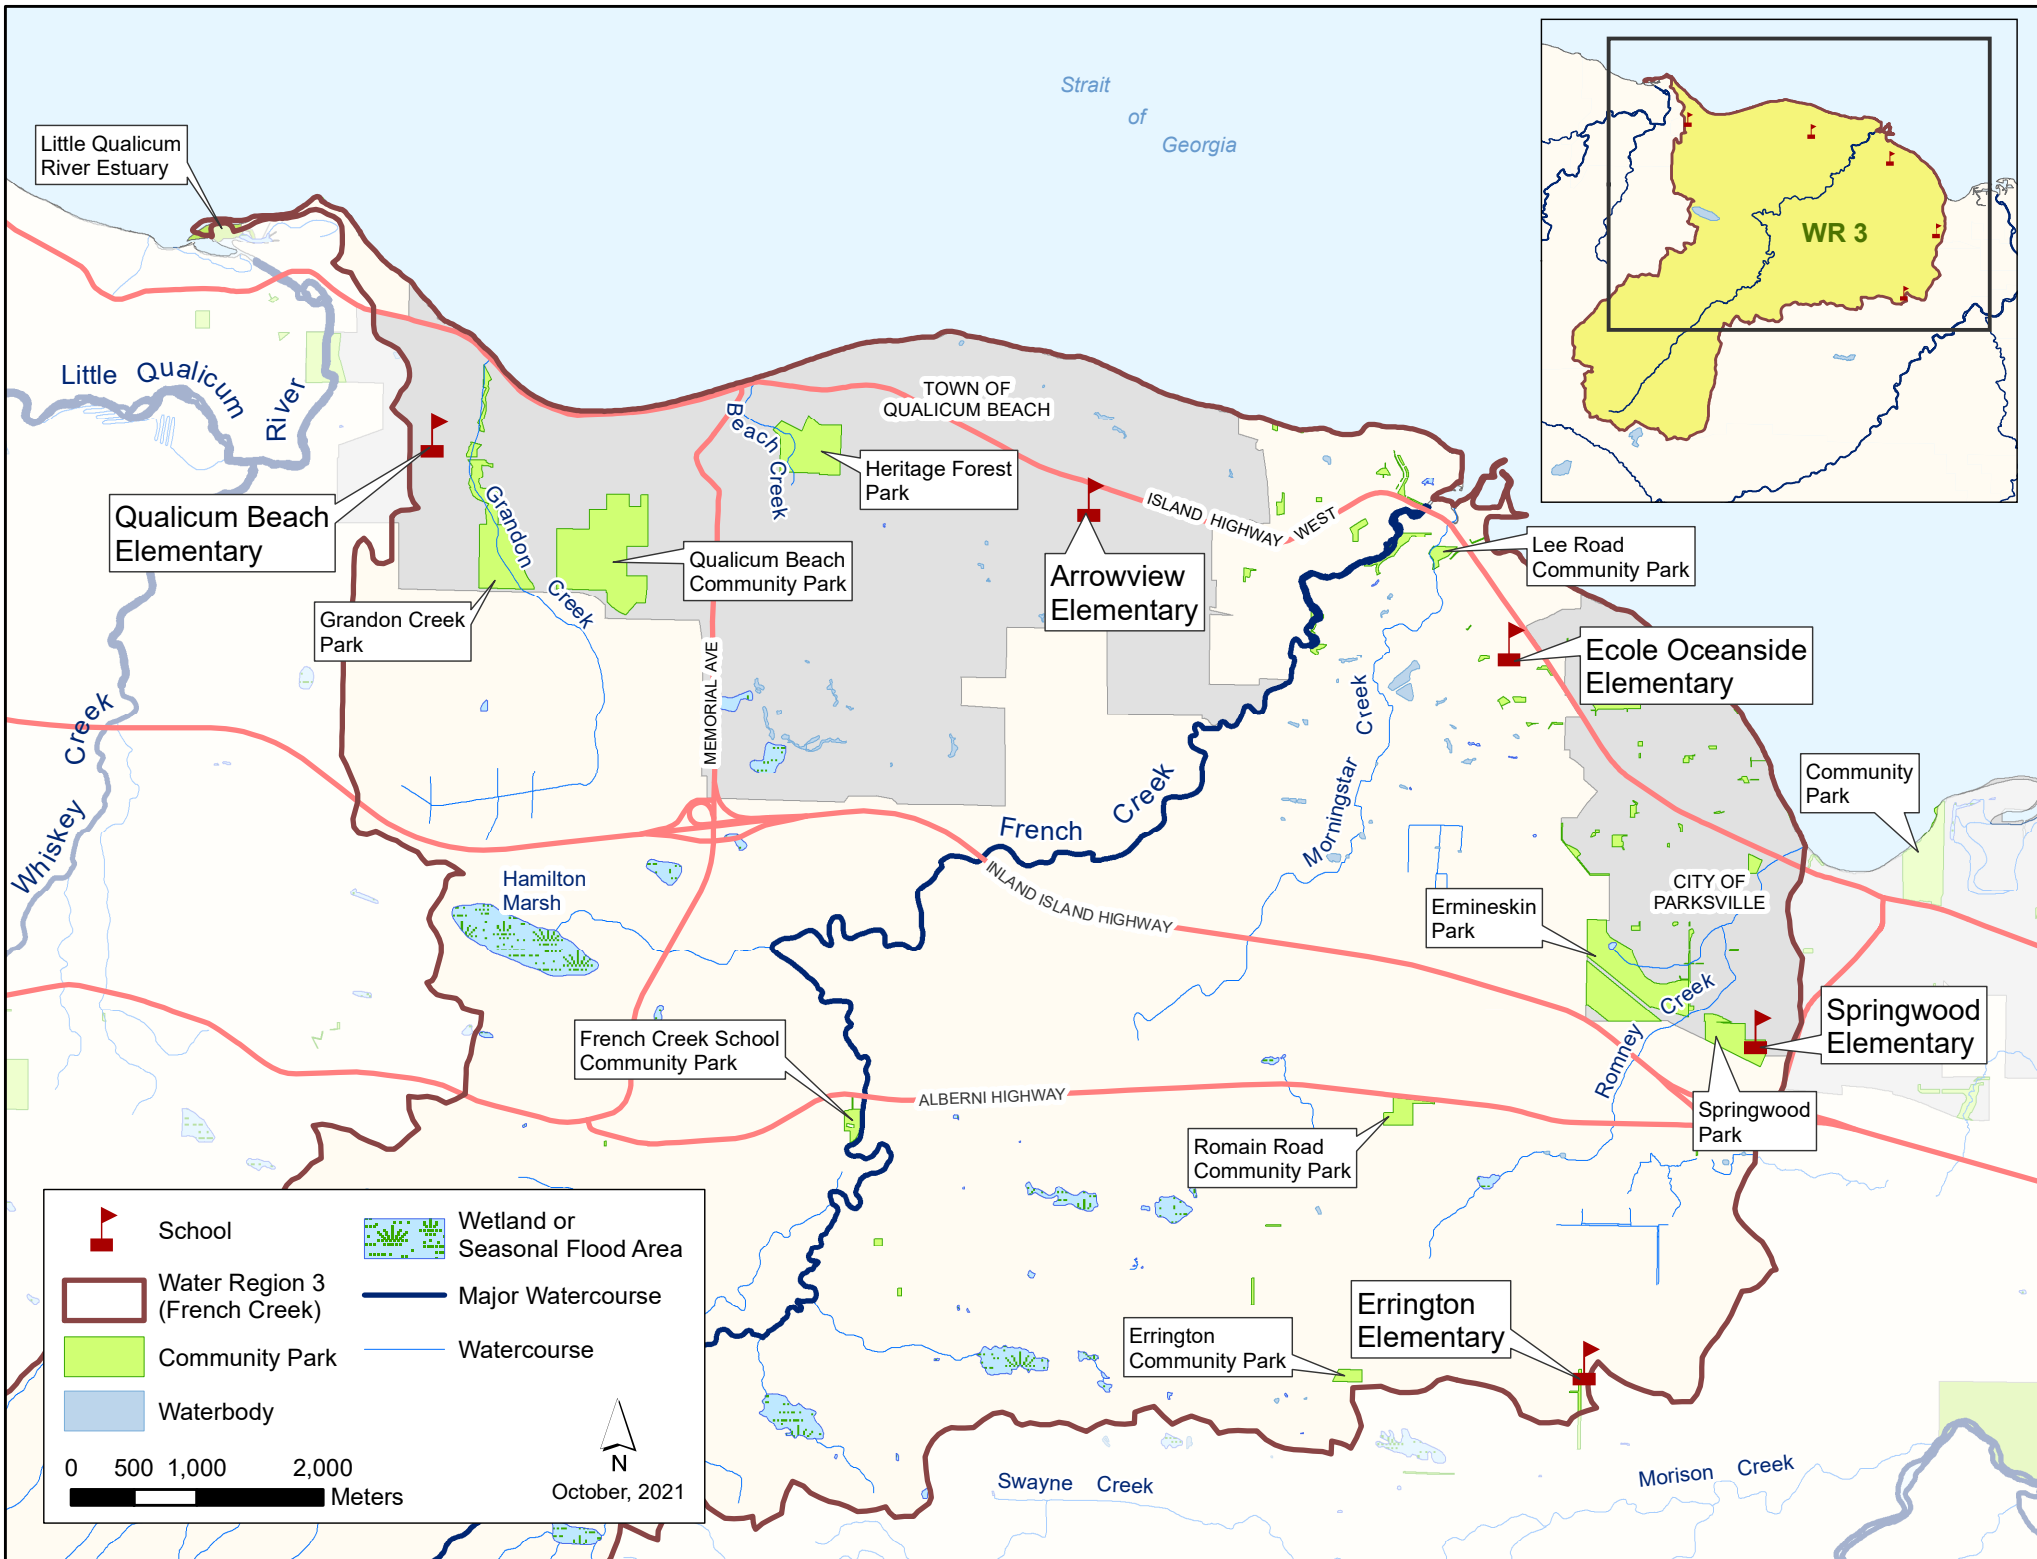 Strait
of
Georgia
Little Qualicum
River Estuary
WR 3
Little Qualicum
River
TOWN OF
QUALICUM BEACH
Beach Creek
Heritage Forest
Park
ISLAND HIGHWAY WEST
Qualicum Beach
Elementary
Grandon
Creek
Qualicum Beach
Community Park
Arrowview
Elementary
Lee Road
Community Park
Grandon Creek
Park
Ecole Oceanside
Elementary
MEMORIAL AVE
Whiskey Creek
Morningstar Creek
French Creek
Community
Park
Hamilton
Marsh
INLAND ISLAND HIGHWAY
CITY OF
PARKSVILLE
Ermineskin
Park
Romney Creek
Springwood
Elementary
French Creek School
Community Park
ALBERNI HIGHWAY
Springwood
Park
Romain Road
Community Park
Errington
Elementary
Errington
Community Park
Swayne Creek
Morison Creek
School
Water Region 3
(French Creek)
Community Park
Waterbody
Wetland or
Seasonal Flood Area
Major Watercourse
Watercourse
0 500 1,000 2,000
Meters
N
October, 2021